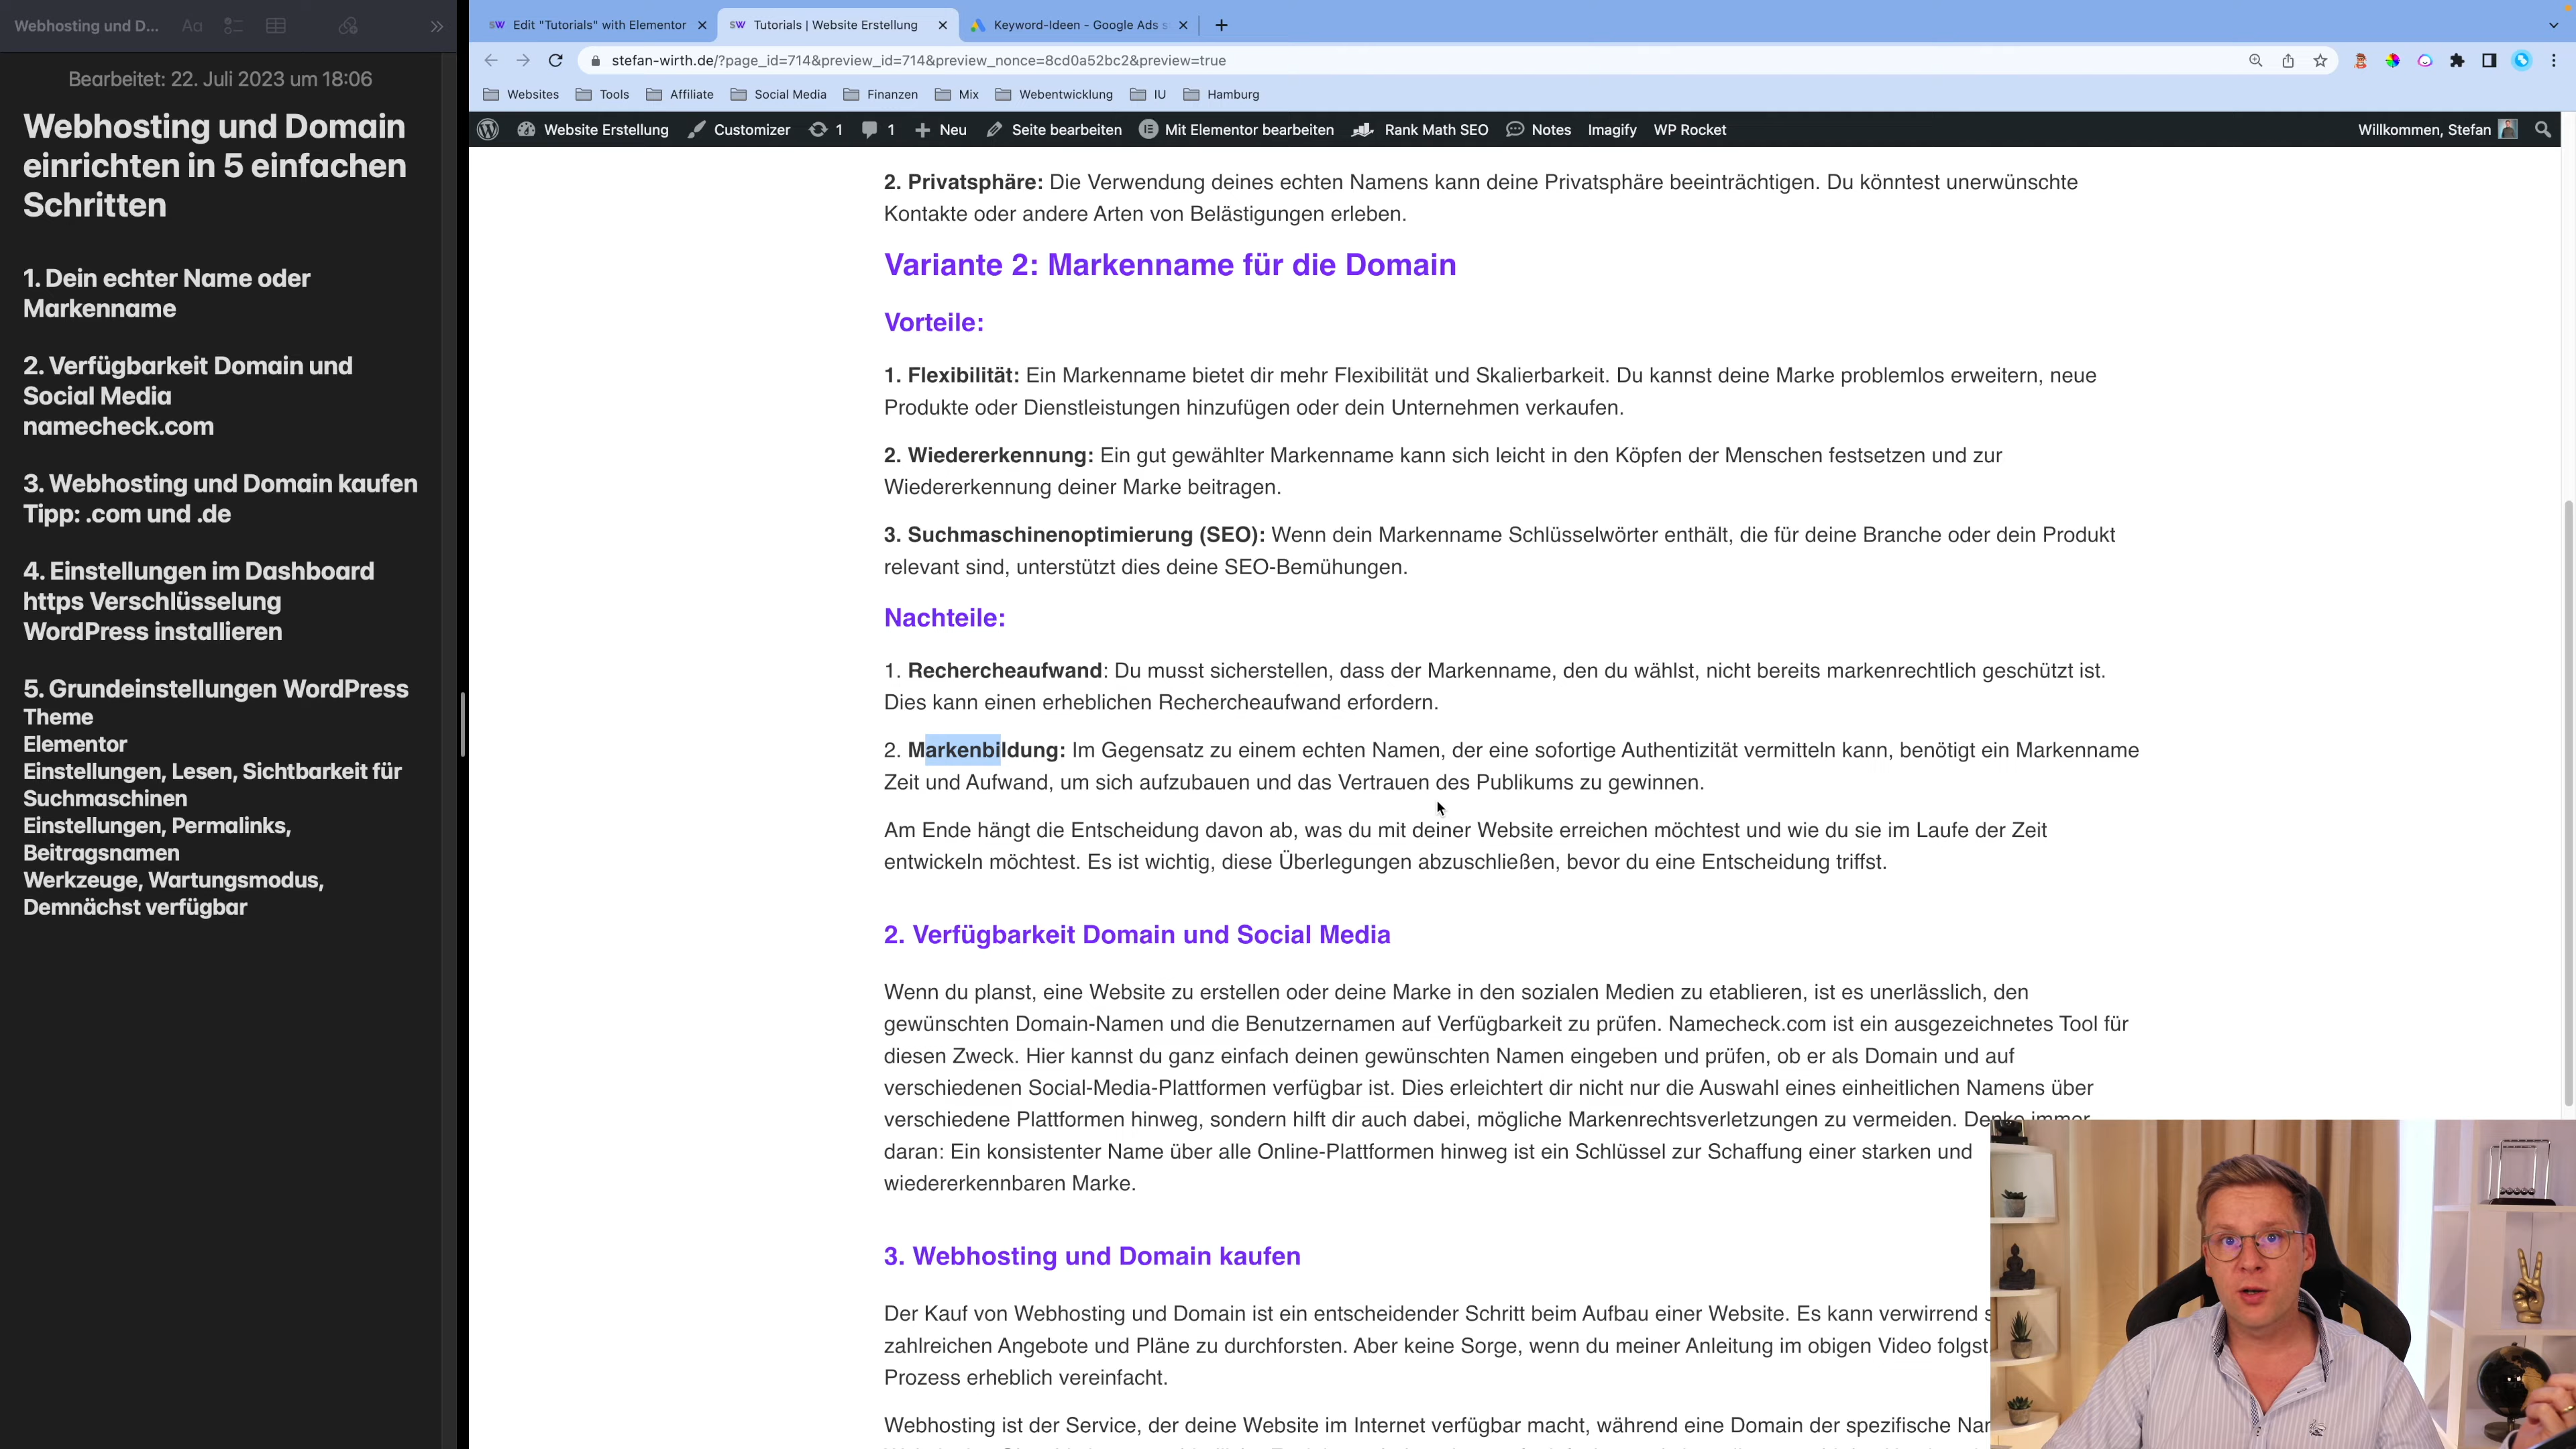 Webhosting und D...
Aa
Bearbeitet: 22. Juli 2023 um 18:06
Webhosting und Domain
einrichten in 5 einfachen
Schritten
1. Dein echter Name oder
Markenname
2. Verfügbarkeit Domain und
Social Media
namecheck.com
3. Webhosting und Domain kaufen
Tipp: .com und .de
4. Einstellungen im Dashboard
https Verschlüsselung
WordPress installieren
5. Grundeinstellungen WordPress
Theme
Elementor
Einstellungen, Lesen, Sichtbarkeit für
Suchmaschinen
Einstellungen, Permalinks,
Beitragsnamen
Werkzeuge, Wartungsmodus,
Demnächst verfügbar
SW Edit "Tutorials" with Elementor
SW Tutorials | Website Erstellung
Keyword-Ideen - Google Ads s
stefan-wirth.de/?page_id=714&preview_id=714&preview_nonce=8cd0a52bc2&preview=true
Websites Tools Affiliate Social Media Finanzen Mix Webentwicklung IU Hamburg
Website Erstellung Customizer 1 1 Neu Seite bearbeiten Mit Elementor bearbeiten Rank Math SEO Notes Imagify WP Rocket Willkommen, Stefan
2. Privatsphäre: Die Verwendung deines echten Namens kann deine Privatsphäre beeinträchtigen. Du könntest unerwünschte
Kontakte oder andere Arten von Belästigungen erleben.
Variante 2: Markenname für die Domain
Vorteile:
1. Flexibilität: Ein Markenname bietet dir mehr Flexibilität und Skalierbarkeit. Du kannst deine Marke problemlos erweitern, neue
Produkte oder Dienstleistungen hinzufügen oder dein Unternehmen verkaufen.
2. Wiedererkennung: Ein gut gewählter Markenname kann sich leicht in den Köpfen der Menschen festsetzen und zur
Wiedererkennung deiner Marke beitragen.
3. Suchmaschinenoptimierung (SEO): Wenn dein Markenname Schlüsselwörter enthält, die für deine Branche oder dein Produkt
relevant sind, unterstützt dies deine SEO-Bemühungen.
Nachteile:
1. Rechercheaufwand: Du musst sicherstellen, dass der Markenname, den du wählst, nicht bereits markenrechtlich geschützt ist.
Dies kann einen erheblichen Rechercheaufwand erfordern.
2. Markenbildung: Im Gegensatz zu einem echten Namen, der eine sofortige Authentizität vermitteln kann, benötigt ein Markenname
Zeit und Aufwand, um sich aufzubauen und das Vertrauen des Publikums zu gewinnen.
Am Ende hängt die Entscheidung davon ab, was du mit deiner Website erreichen möchtest und wie du sie im Laufe der Zeit
entwickeln möchtest. Es ist wichtig, diese Überlegungen abzuschließen, bevor du eine Entscheidung triffst.
2. Verfügbarkeit Domain und Social Media
Wenn du planst, eine Website zu erstellen oder deine Marke in den sozialen Medien zu etablieren, ist es unerlässlich, den
gewünschten Domain-Namen und die Benutzernamen auf Verfügbarkeit zu prüfen. Namecheck.com ist ein ausgezeichnetes Tool für
diesen Zweck. Hier kannst du ganz einfach deinen gewünschten Namen eingeben und prüfen, ob er als Domain und auf
verschiedenen Social-Media-Plattformen verfügbar ist. Dies erleichtert dir nicht nur die Auswahl eines einheitlichen Namens über
verschiedene Plattformen hinweg, sondern hilft dir auch dabei, mögliche Markenrechtsverletzungen zu vermeiden. Denke immer
daran: Ein konsistenter Name über alle Online-Plattformen hinweg ist ein Schlüssel zur Schaffung einer starken und
wiedererkennbaren Marke.
3. Webhosting und Domain kaufen
Der Kauf von Webhosting und Domain ist ein entscheidender Schritt beim Aufbau einer Website. Es kann verwirrend s
zahlreichen Angebote und Pläne zu durchforsten. Aber keine Sorge, wenn du meiner Anleitung im obigen Video folgst
Prozess erheblich vereinfacht.
Webhosting ist der Service, der deine Website im Internet verfügbar macht, während eine Domain der spezifische Na